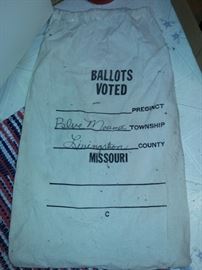 BALLOTS
VOTED
PRECINCT
Blue Mound TOWNSHIP
Livingston COUNTY
MISSOURI
C